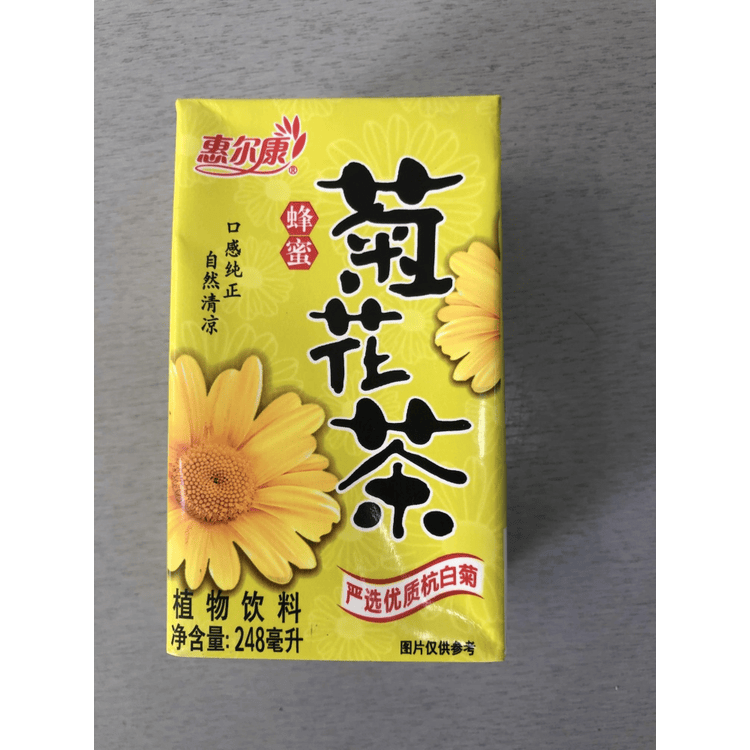 惠尔康®
蜂蜜
菊花茶
口感纯正
自然清凉
严选优质杭白菊
植物饮料
净含量:248毫升
图片仅供参考